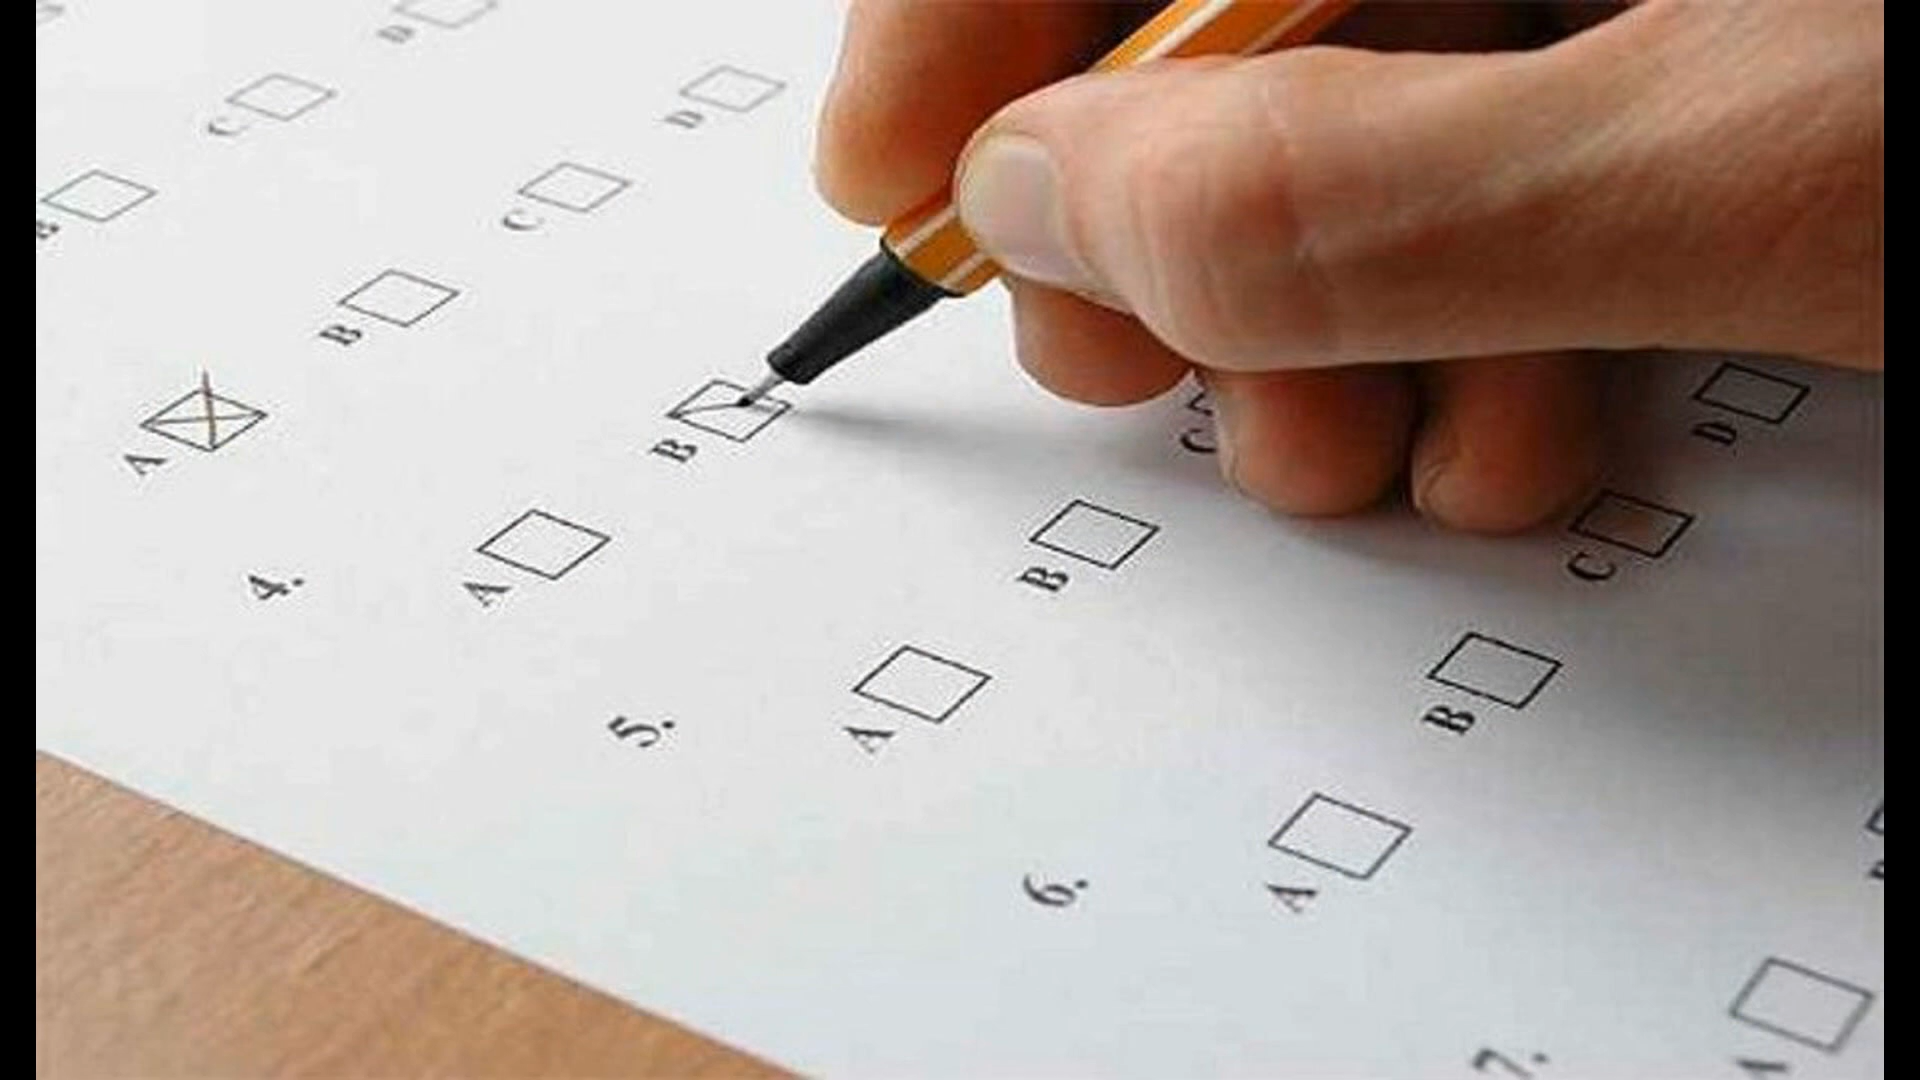 B C D
A B C D
4. A B
5. A B C
6. A B C D
7. A